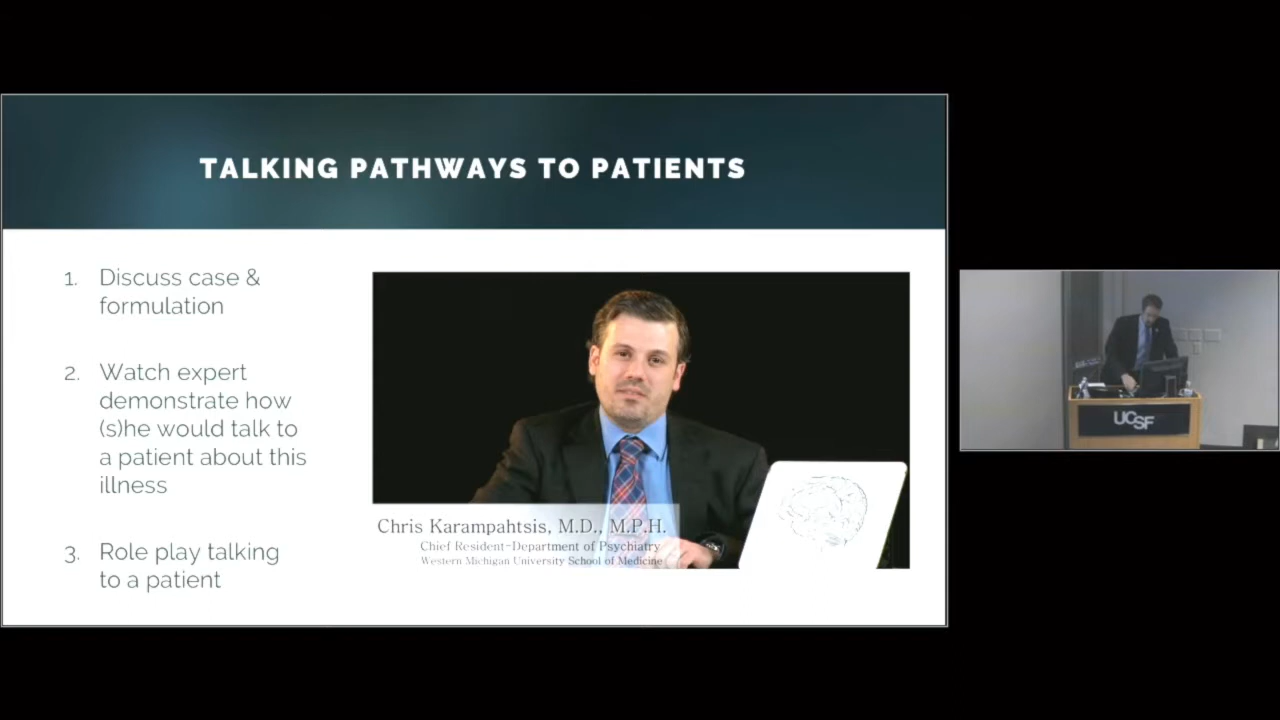 TALKING PATHWAYS TO PATIENTS
1. Discuss case &
formulation
2. Watch expert
demonstrate how
(s)he would talk to
a patient about this
illness
3. Role play talking
to a patient
Chris Karampahtsis, M.D., M.P.H.
Chief Resident-Department of Psychiatry
Western Michigan University School of Medicine
UCSF